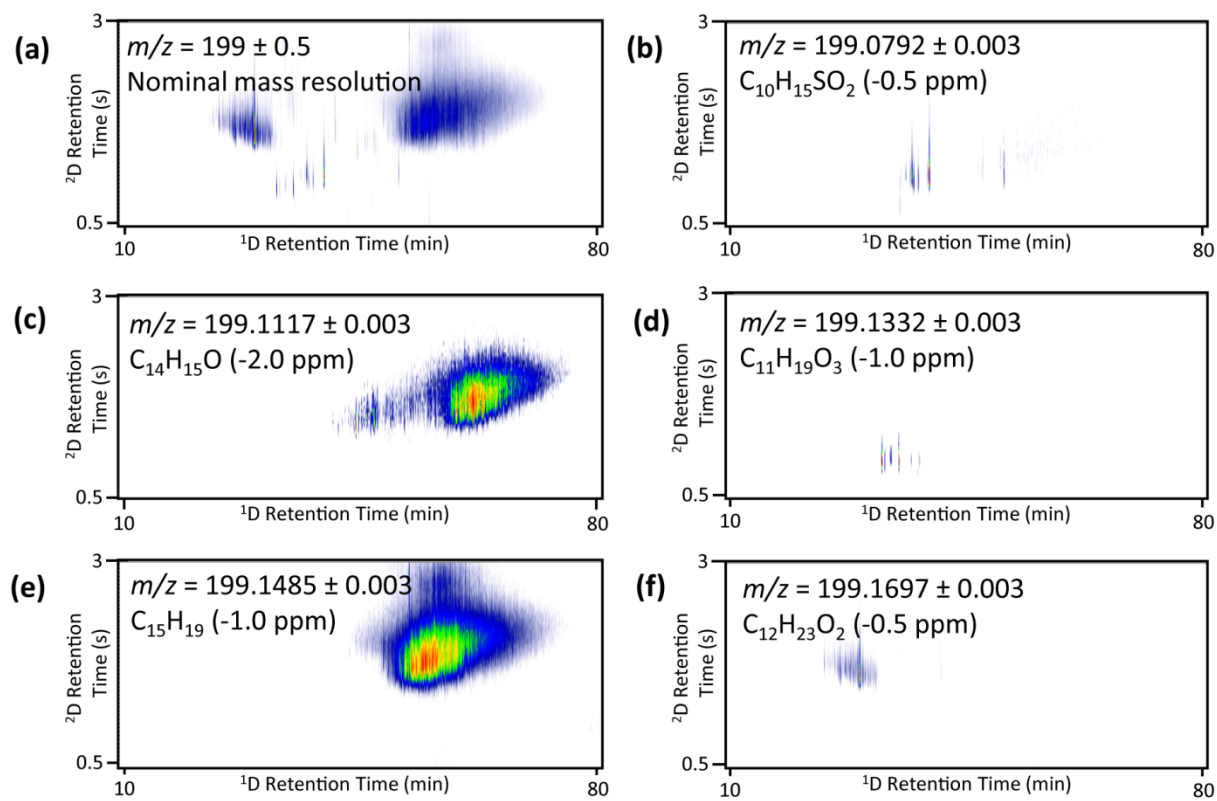 (a)
3
m/z = 199 ± 0.5
Nominal mass resolution
²D Retention
Time (s)
0.5
10
¹D Retention Time (min)
80
(b)
3
m/z = 199.0792 ± 0.003
C₁₀H₁₅SO₂ (-0.5 ppm)
²D Retention
Time (s)
0.5
10
¹D Retention Time (min)
80
(c)
3
m/z = 199.1117 ± 0.003
C₁₄H₁₅O (-2.0 ppm)
²D Retention
Time (s)
0.5
10
¹D Retention Time (min)
80
(d)
3
m/z = 199.1332 ± 0.003
C₁₁H₁₉O₃ (-1.0 ppm)
²D Retention
Time (s)
0.5
10
¹D Retention Time (min)
80
(e)
3
m/z = 199.1485 ± 0.003
C₁₅H₁₉ (-1.0 ppm)
²D Retention
Time (s)
0.5
10
¹D Retention Time (min)
80
(f)
3
m/z = 199.1697 ± 0.003
C₁₂H₂₃O₂ (-0.5 ppm)
²D Retention
Time (s)
0.5
10
¹D Retention Time (min)
80